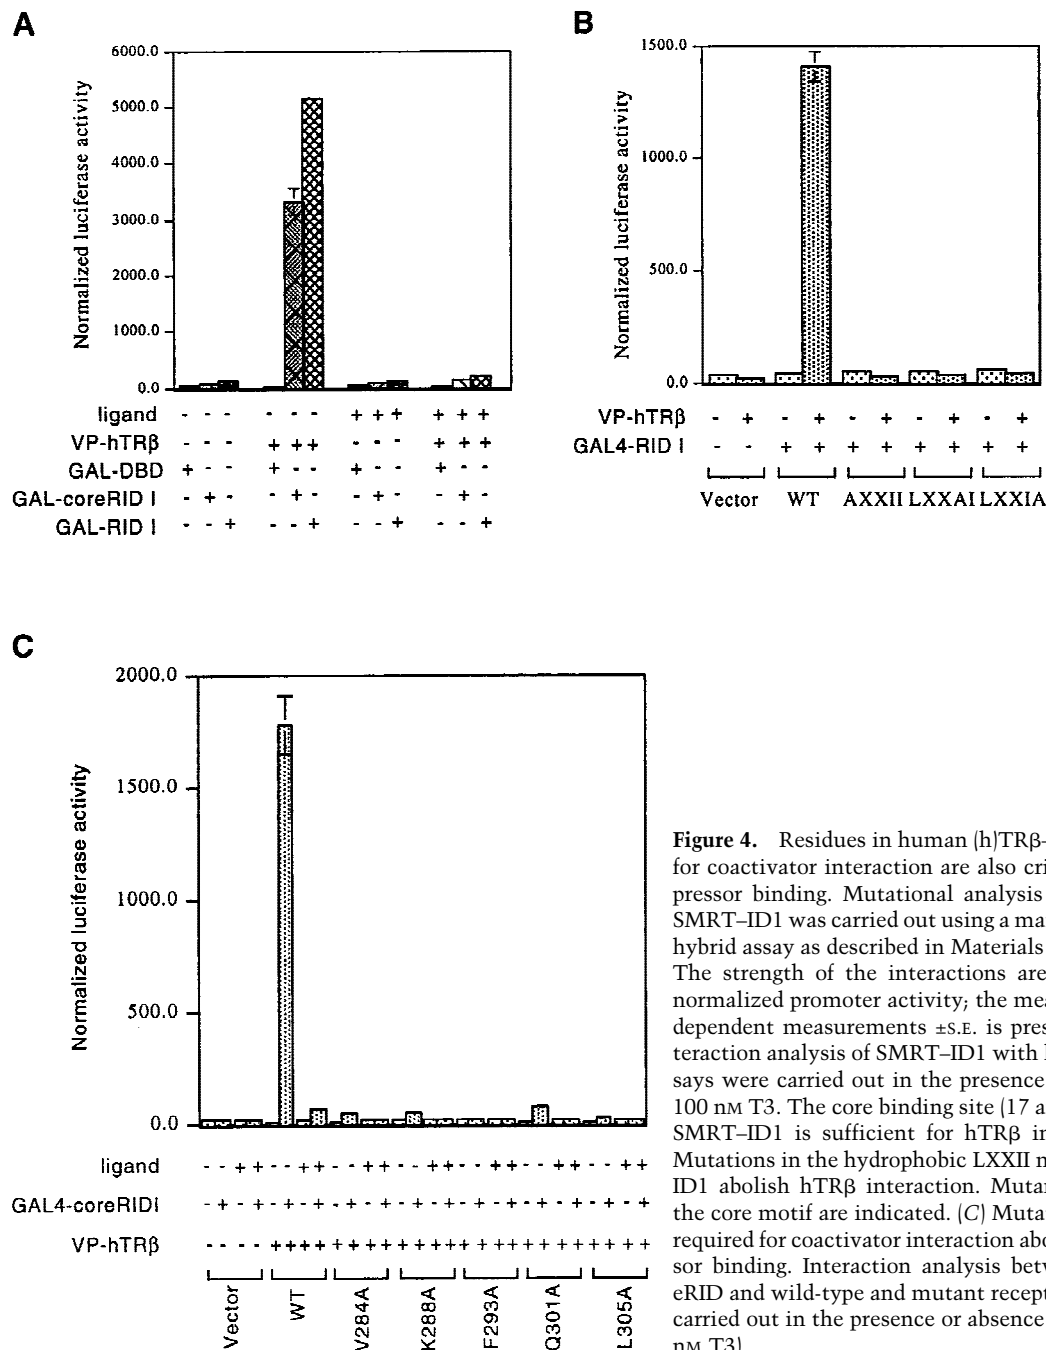 A
6000.0
5000.0
4000.0
3000.0
2000.0
1000.0
0.0
Normalized luciferase activity
ligand - - - - - - + + + + + +
VP-hTRβ - - - + + + - - - + + +
GAL-DBD + - - + - - + - - + - -
GAL-coreRID I - + - - + - - + - - + -
GAL-RID I - - + - - + - - + - - +
B
1500.0
1000.0
500.0
0.0
Normalized luciferase activity
VP-hTRβ - + - + - + - + - +
GAL4-RID I - - + + + + + + + +
Vector WT AXXII LXXAI LXXIA
C
2000.0
1500.0
1000.0
500.0
0.0
Normalized luciferase activity
ligand - - + + - - + + - - + + - - + + - - + + - - + + - - + +
GAL4-coreRIDI - + - + - + - + - + - + - + - + - + - + - + - + - + - +
VP-hTRβ - - - - + + + + + + + + + + + + + + + + + + + + + + + +
Vector WT V284A K288A F293A Q301A L305A
Figure 4. Residues in human (h)TRβ–
for coactivator interaction are also cri
pressor binding. Mutational analysis
SMRT–ID1 was carried out using a ma
hybrid assay as described in Materials
The strength of the interactions are
normalized promoter activity; the mea
dependent measurements ±S.E. is pres
teraction analysis of SMRT–ID1 with h
says were carried out in the presence
100 nM T3. The core binding site (17 a
SMRT–ID1 is sufficient for hTRβ in
Mutations in the hydrophobic LXXII n
ID1 abolish hTRβ interaction. Mutan
the core motif are indicated. (C) Mutat
required for coactivator interaction abo
sor binding. Interaction analysis betv
eRID and wild-type and mutant recept
carried out in the presence or absence
nM T3)